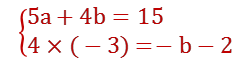 5a + 4b = 15
4 × ( − 3) = − b − 2